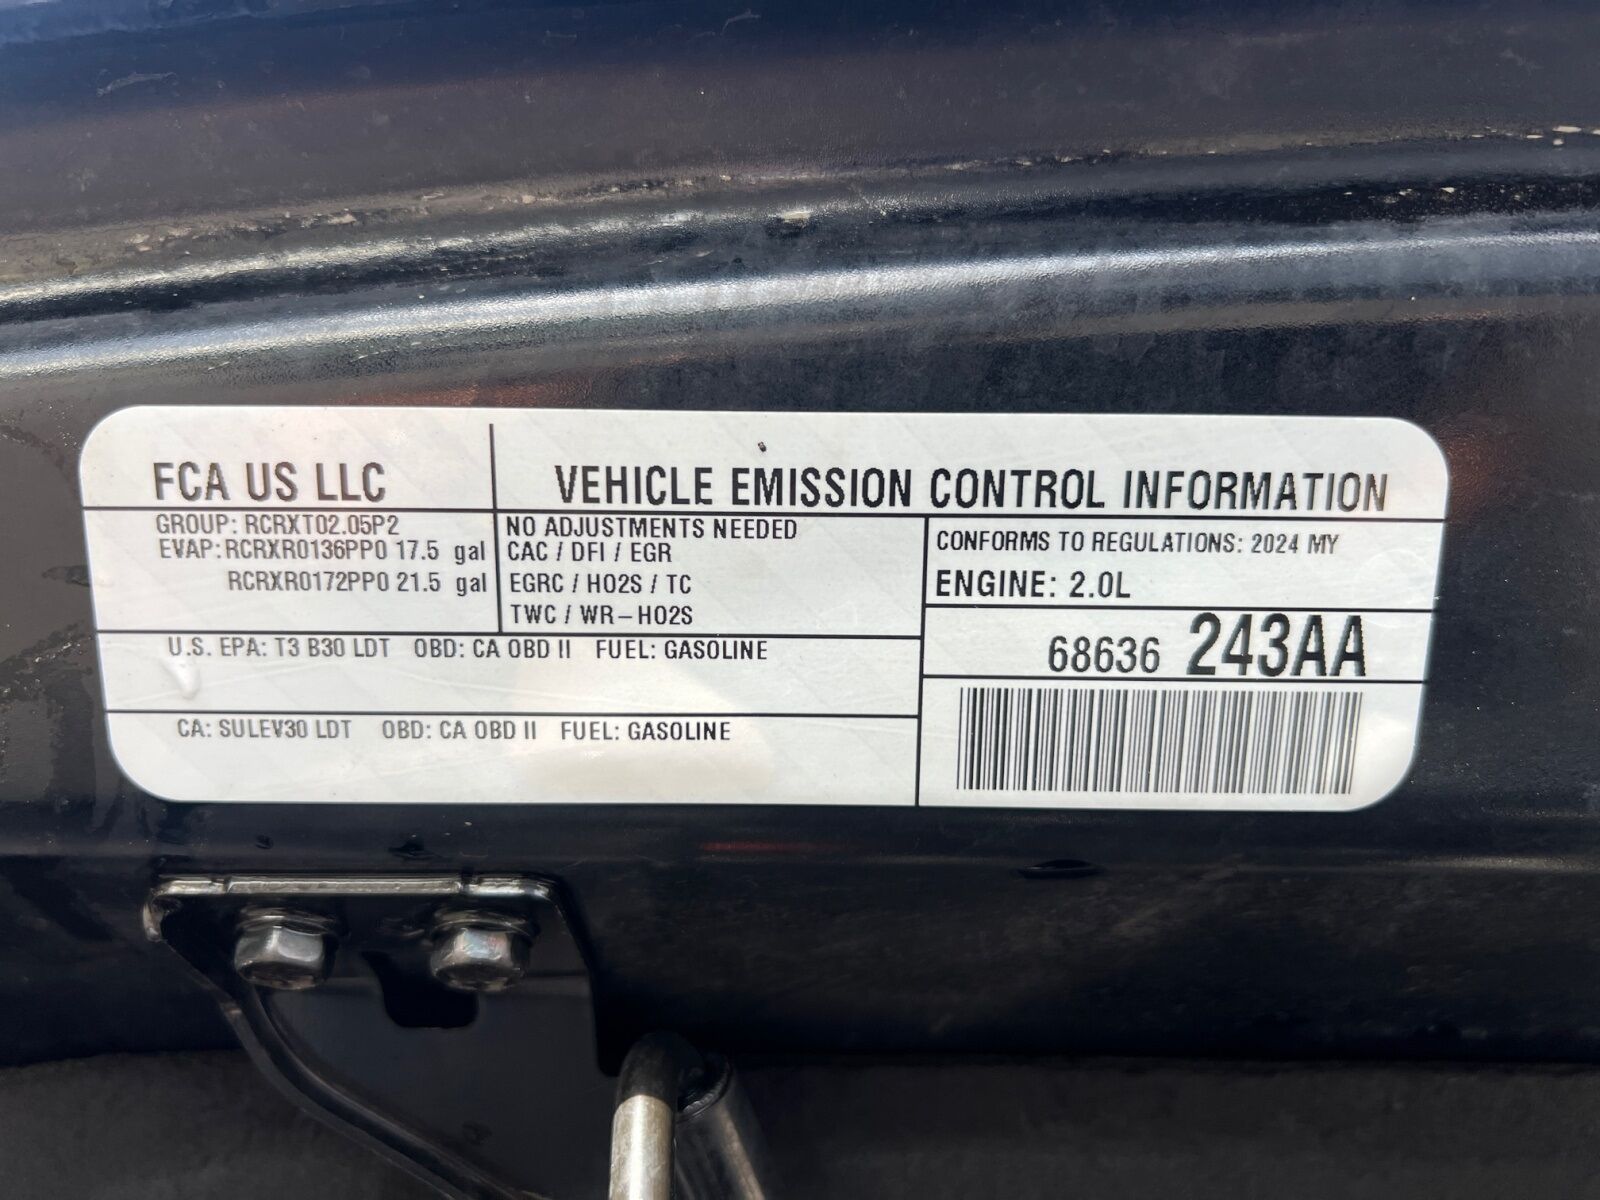 FCA US LLC
VEHICLE EMISSION CONTROL INFORMATION
GROUP: RCRXT02.05P2
EVAP: RCRXR0136PP0 17.5 gal
RCRXR0172PP0 21.5 gal
NO ADJUSTMENTS NEEDED
CAC / DFI / EGR
EGRC / HO2S / TC
TWC / WR-HO2S
CONFORMS TO REGULATIONS: 2024 MY
ENGINE: 2.0L
68636 243AA
U.S. EPA: T3 B30 LDT OBD: CA OBD II FUEL: GASOLINE
CA: SULEV30 LDT OBD: CA OBD II FUEL: GASOLINE